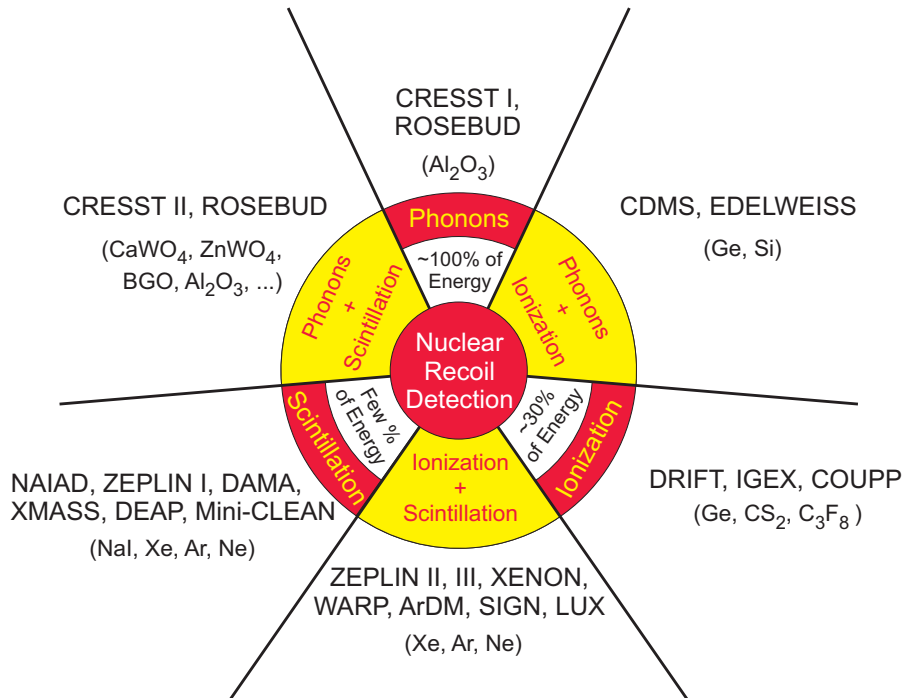 CRESST I,
ROSEBUD
(Al₂O₃)
CRESST II, ROSEBUD
(CaWO₄, ZnWO₄,
BGO, Al₂O₃, ...)
CDMS, EDELWEISS
(Ge, Si)
Phonons
~100% of
Energy
Phonons
+
Scintillation
Phonons
+
Ionization
Nuclear
Recoil
Detection
Scintillation
Few %
of Energy
~30%
of Energy
Ionization
Ionization
+
Scintillation
NAIAD, ZEPLIN I, DAMA,
XMASS, DEAP, Mini-CLEAN
(NaI, Xe, Ar, Ne)
DRIFT, IGEX, COUPP
(Ge, CS₂, C₃F₈ )
ZEPLIN II, III, XENON,
WARP, ArDM, SIGN, LUX
(Xe, Ar, Ne)